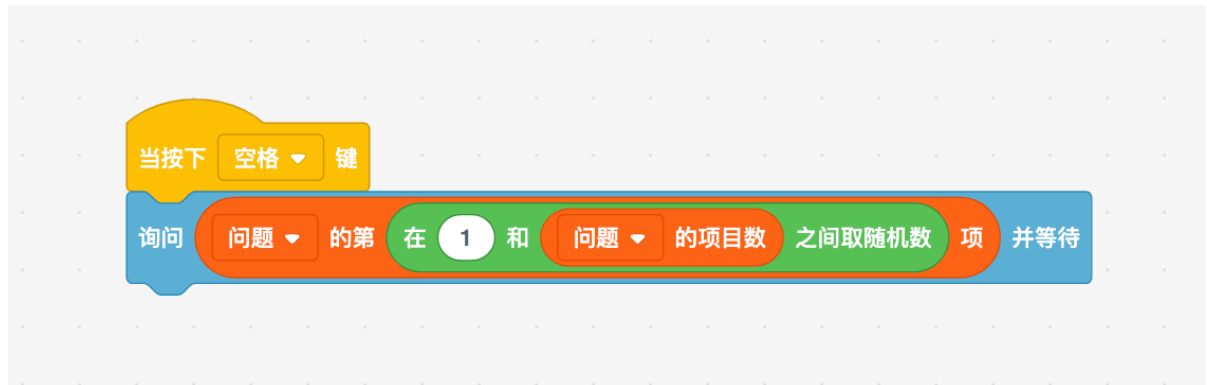 当按下 空格 键
询问 问题 的第 在 1 和 问题 的项目数 之间取随机数 项 并等待